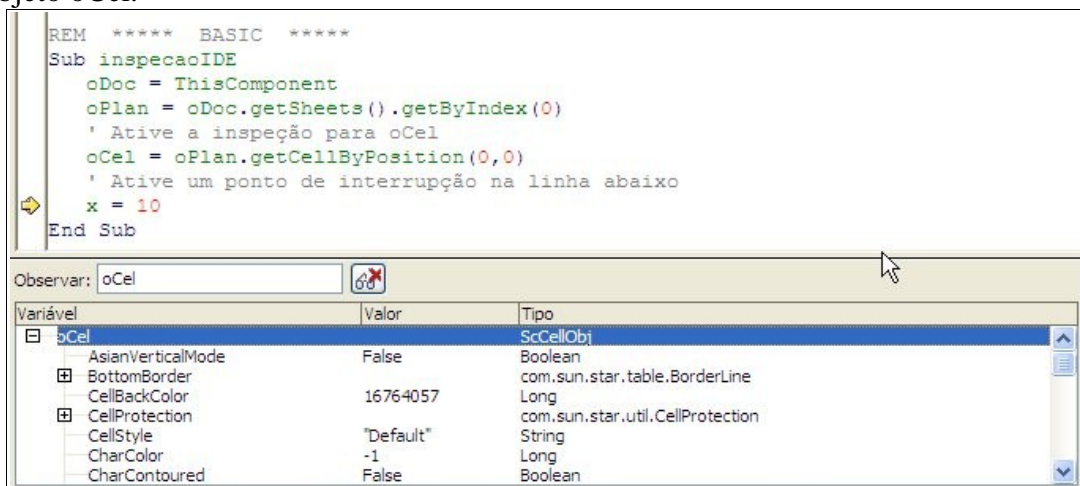 objeto oCel.
REM ***** BASIC *****
Sub inspecaoIDE
oDoc = ThisComponent
oPlan = oDoc.getSheets().getByIndex(0)
' Ative a inspeção para oCel
oCel = oPlan.getCellByPosition(0,0)
' Ative um ponto de interrupção na linha abaixo
x = 10
End Sub
Observar: oCel
Variável Valor Tipo
oCel ScCellObj
AsianVerticalMode False Boolean
BottomBorder com.sun.star.table.BorderLine
CellBackColor 16764057 Long
CellProtection com.sun.star.util.CellProtection
CellStyle "Default" String
CharColor -1 Long
CharContoured False Boolean